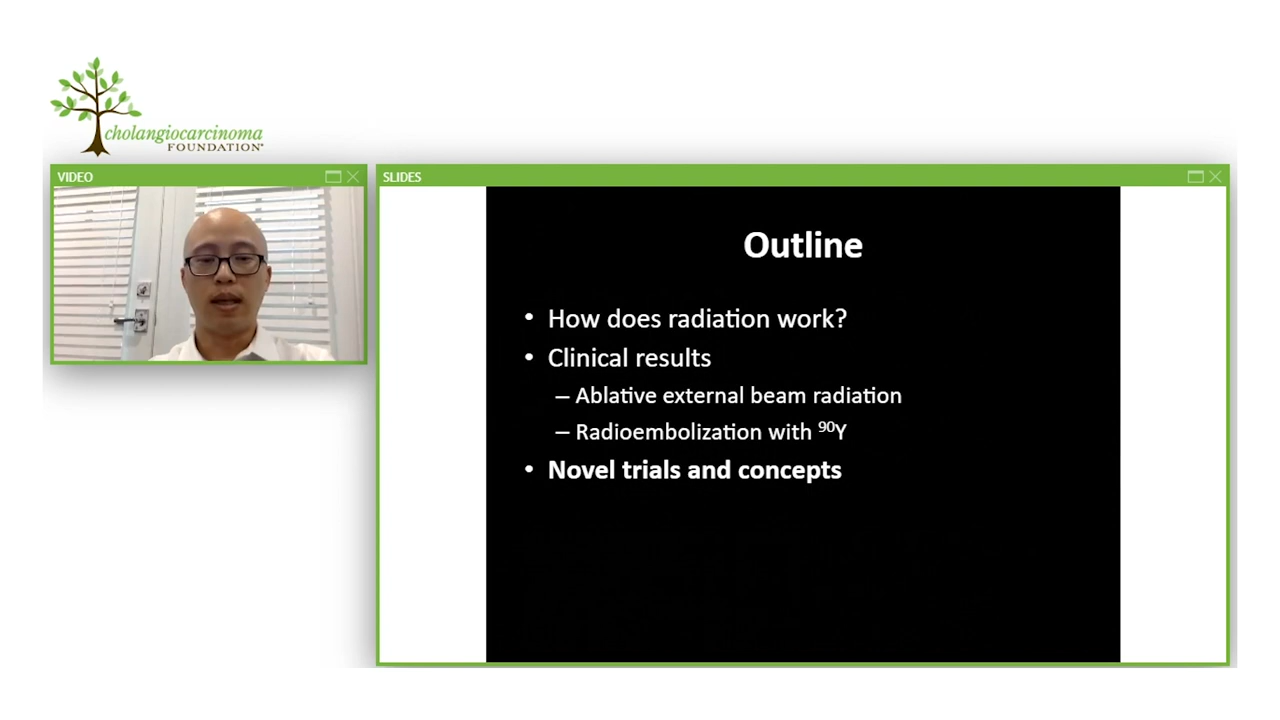 cholangiocarcinoma
FOUNDATION®
VIDEO
SLIDES
Outline
• How does radiation work?
• Clinical results
– Ablative external beam radiation
– Radioembolization with ⁹⁰Y
• Novel trials and concepts